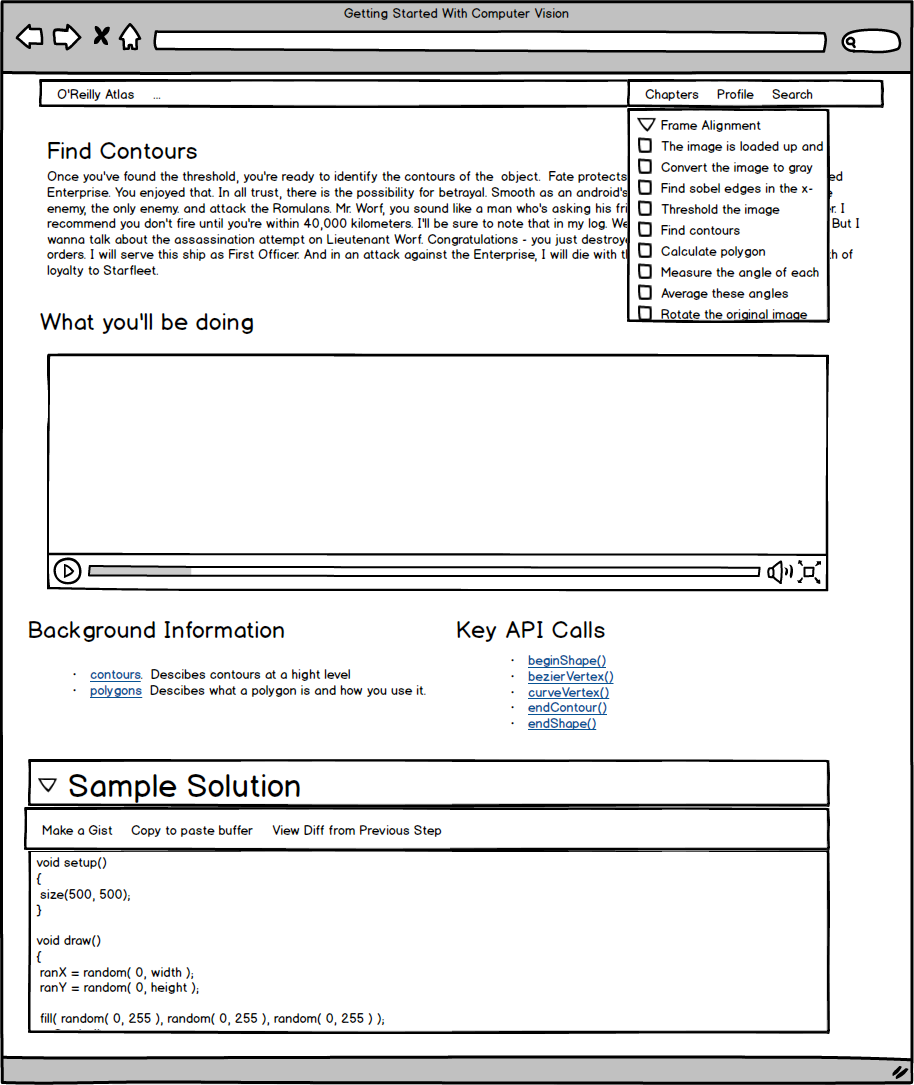 Getting Started With Computer Vision
O'Reilly Atlas ...
Chapters Profile Search
Frame Alignment
The image is loaded up and
Convert the image to gray
Find sobel edges in the x-
Threshold the image
Find contours
Calculate polygon
Measure the angle of each
Average these angles
Rotate the original image
Find Contours
Once you've found the threshold, you're ready to identify the contours of the object. Fate protects ed
Enterprise. You enjoyed that. In all trust, there is the possibility for betrayal. Smooth as an android's
enemy, the only enemy. and attack the Romulans. Mr. Worf, you sound like a man who's asking his fri I
recommend you don't fire until you're within 40,000 kilometers. I'll be sure to note that in my log. But I
wanna talk about the assassination attempt on Lieutenant Worf. Congratulations - you just destroye
orders. I will serve this ship as First Officer. And in an attack against the Enterprise, I will die with of
loyalty to Starfleet.
What you'll be doing
Background Information
· contours. Descibes contours at a hight level
· polygons Descibes what a polygon is and how you use it.
Key API Calls
· beginShape()
· bezierVertex()
· curveVertex()
· endContour()
· endShape()
Sample Solution
Make a Gist Copy to paste buffer View Diff from Previous Step
void setup()
{
size(500, 500);
}
void draw()
{
ranX = random( 0, width );
ranY = random( 0, height );
fill( random( 0, 255 ), random( 0, 255 ), random( 0, 255 ) );